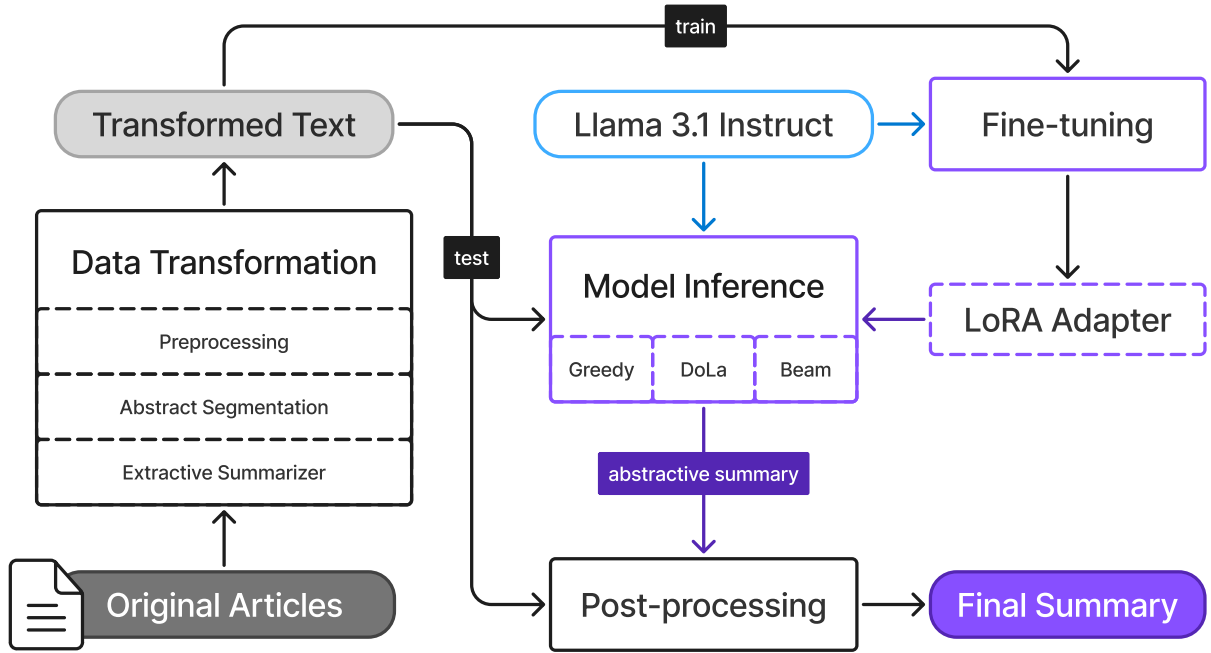 train
Transformed Text
Llama 3.1 Instruct
Fine-tuning
Data Transformation
test
Model Inference
LoRA Adapter
Preprocessing
Greedy
DoLa
Beam
Abstract Segmentation
Extractive Summarizer
abstractive summary
Original Articles
Post-processing
Final Summary